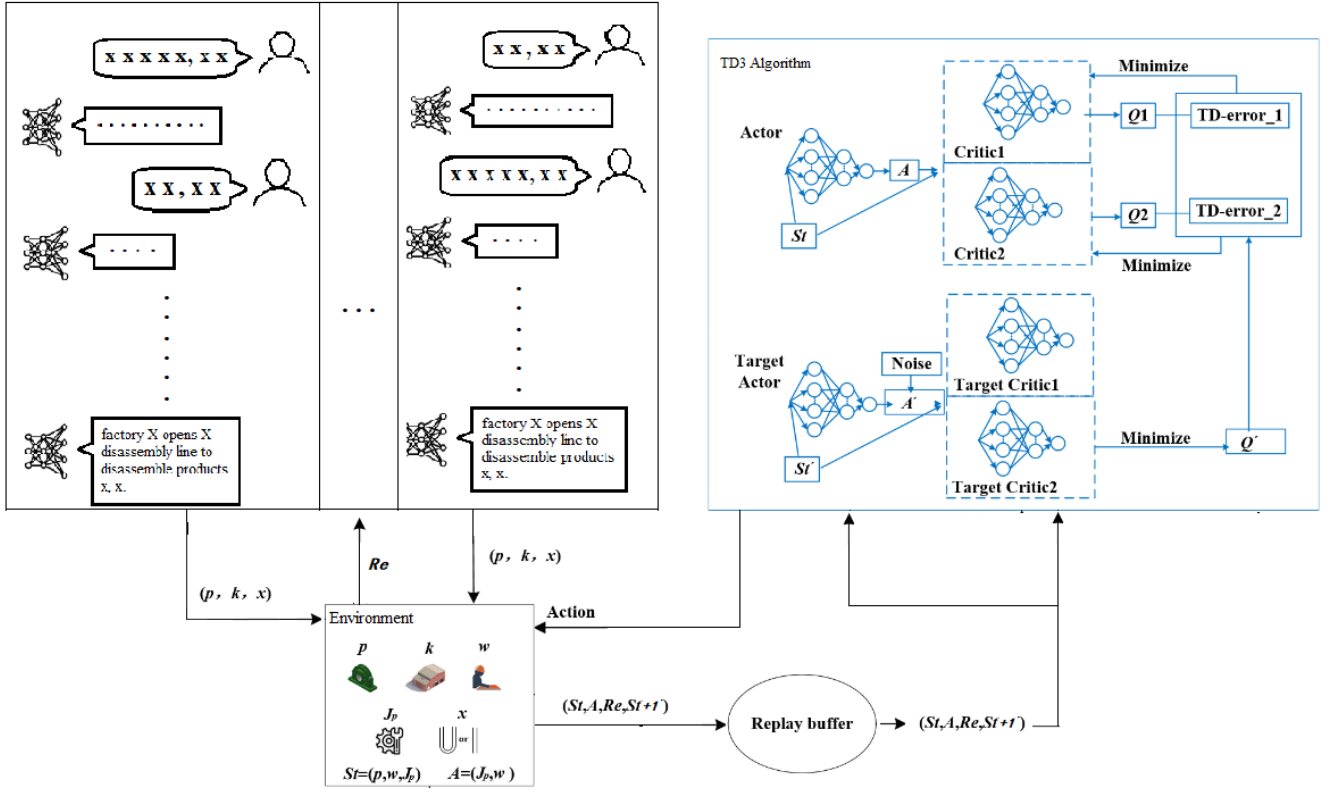 x x x x x, x x
. . . . . . . . . .
x x, x x
. . . .
factory X opens X
disassembly line to
disassemble products
x, x.
. . .
x x , x x
. . . . . . . . . . .
x x x x x, x x
. . . .
factory X opens X
disassembly line to
disassemble products
x, x.
TD3 Algorithm
Minimize
Actor
A
St
Critic1
Q1
TD-error_1
Critic2
Q2
TD-error_2
Minimize
Target
Actor
Noise
A´
St´
Target Critic1
Target Critic2
Minimize
Q´
(p, k, x)
Re
(p, k, x)
Action
Environment
p k w
Jp x
or
St=(p,w,Jp) A=(Jp,w )
(St,A,Re,St+1´)
Replay buffer
(St,A,Re,St+1´)